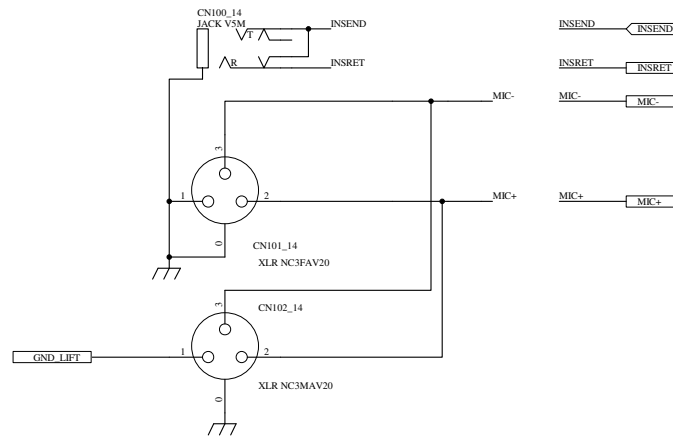 CN100_14
JACK V5M
T
INSEND
INSEND
INSEND
R
INSRET
INSRET
INSRET
MIC-
MIC-
MIC-
3
1
2
MIC+
MIC+
MIC+
0
CN101_14
XLR NC3FAV20
3
CN102_14
GND_LIFT
1
2
0
XLR NC3MAV20